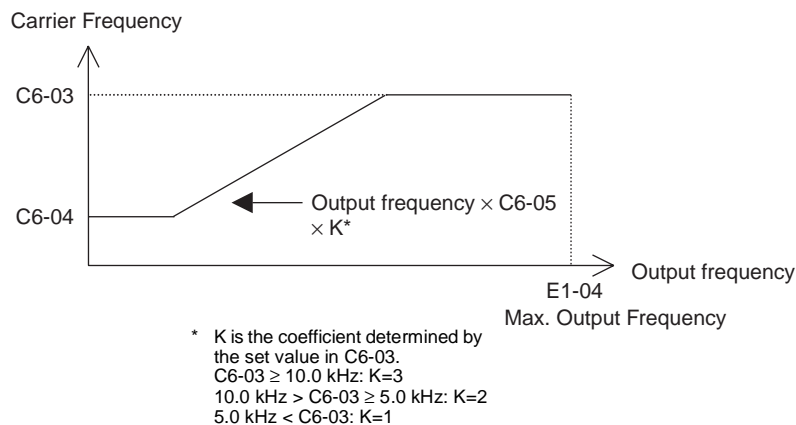 Carrier Frequency
C6-03
C6-04
Output frequency × C6-05
× K*
Output frequency
E1-04
Max. Output Frequency
* K is the coefficient determined by
the set value in C6-03.
C6-03 ≥ 10.0 kHz: K=3
10.0 kHz > C6-03 ≥ 5.0 kHz: K=2
5.0 kHz < C6-03: K=1